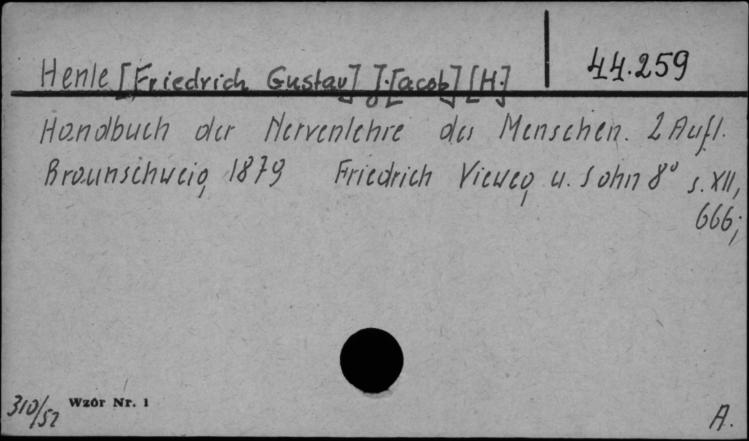 Henle [Friedrich Gustav] J.[acob] [H.]
44.259
Handbuch der Nervenlehre des Menschen. 2 Aufl.
Braunschweig 1879 Friedrich Vieweg u. Sohn 8° s. XII,
666;
310/52 Wzór Nr. 1
A.